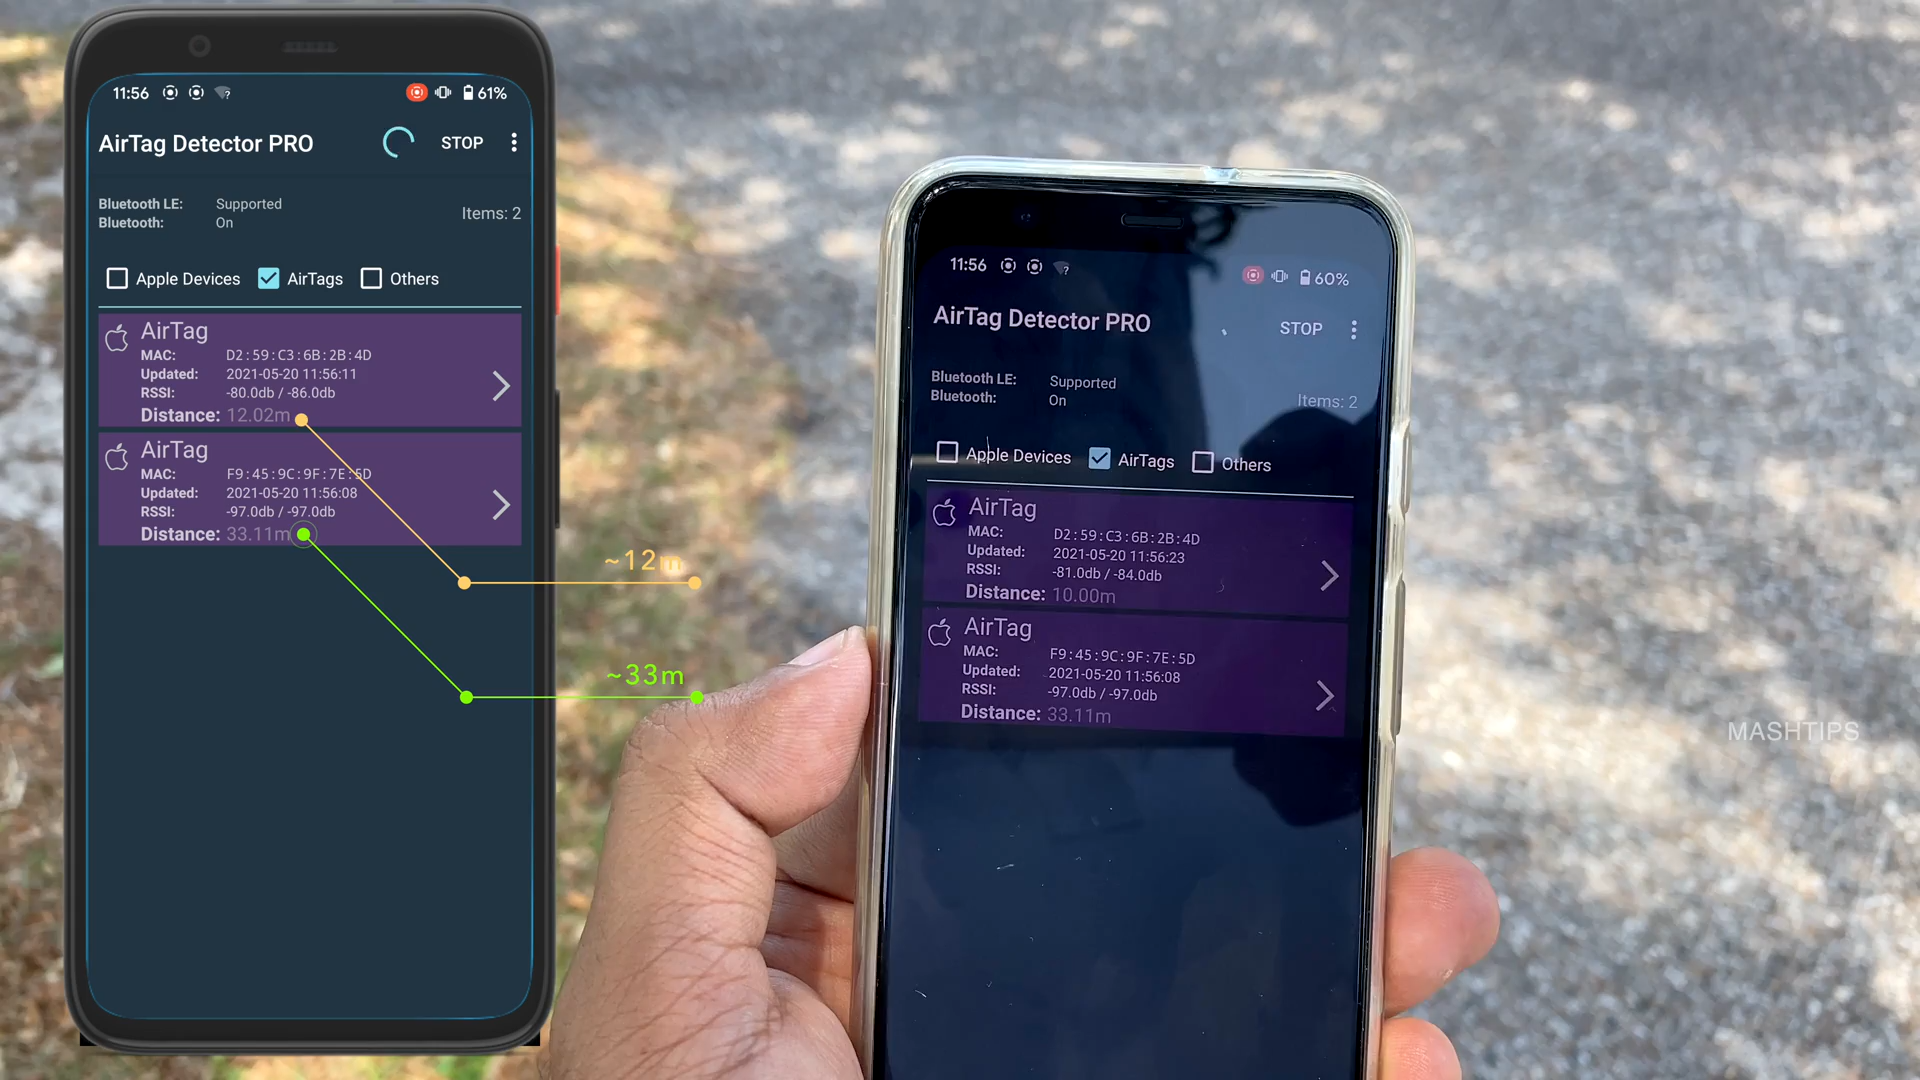 11:56
61%
AirTag Detector PRO
STOP
Bluetooth LE: Supported
Bluetooth: On
Items: 2
Apple Devices AirTags Others
AirTag
MAC: D2:59:C3:6B:2B:4D
Updated: 2021-05-20 11:56:11
RSSI: -80.0db / -86.0db
Distance: 12.02m
AirTag
MAC: F9:45:9C:9F:7E:5D
Updated: 2021-05-20 11:56:08
RSSI: -97.0db / -97.0db
Distance: 33.11m
~12m
~33m
11:56
60%
AirTag Detector PRO
STOP
Bluetooth LE: Supported
Bluetooth: On
Items: 2
Apple Devices AirTags Others
AirTag
MAC: D2:59:C3:6B:2B:4D
Updated: 2021-05-20 11:56:23
RSSI: -81.0db / -84.0db
Distance: 10.00m
AirTag
MAC: F9:45:9C:9F:7E:5D
Updated: 2021-05-20 11:56:08
RSSI: -97.0db / -97.0db
Distance: 33.11m
MASHTIPS